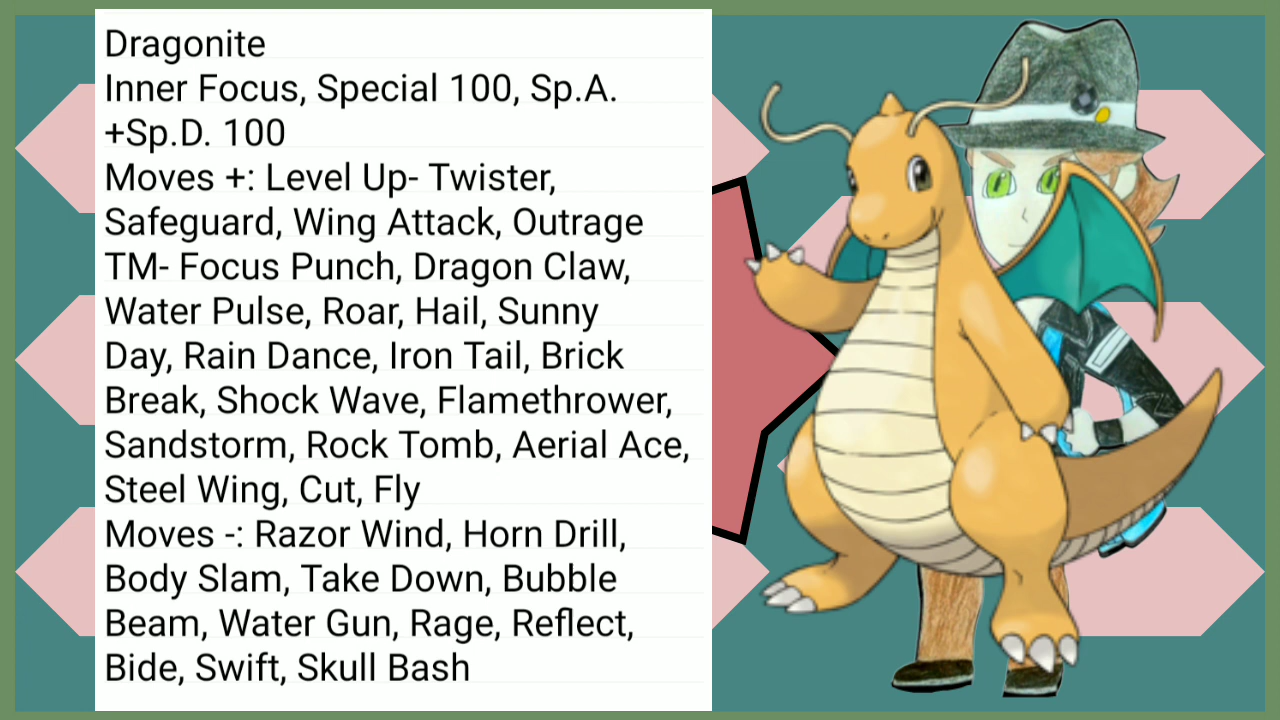 Dragonite
Inner Focus, Special 100, Sp.A.
+Sp.D. 100
Moves +: Level Up- Twister,
Safeguard, Wing Attack, Outrage
TM- Focus Punch, Dragon Claw,
Water Pulse, Roar, Hail, Sunny
Day, Rain Dance, Iron Tail, Brick
Break, Shock Wave, Flamethrower,
Sandstorm, Rock Tomb, Aerial Ace,
Steel Wing, Cut, Fly
Moves -: Razor Wind, Horn Drill,
Body Slam, Take Down, Bubble
Beam, Water Gun, Rage, Reflect,
Bide, Swift, Skull Bash